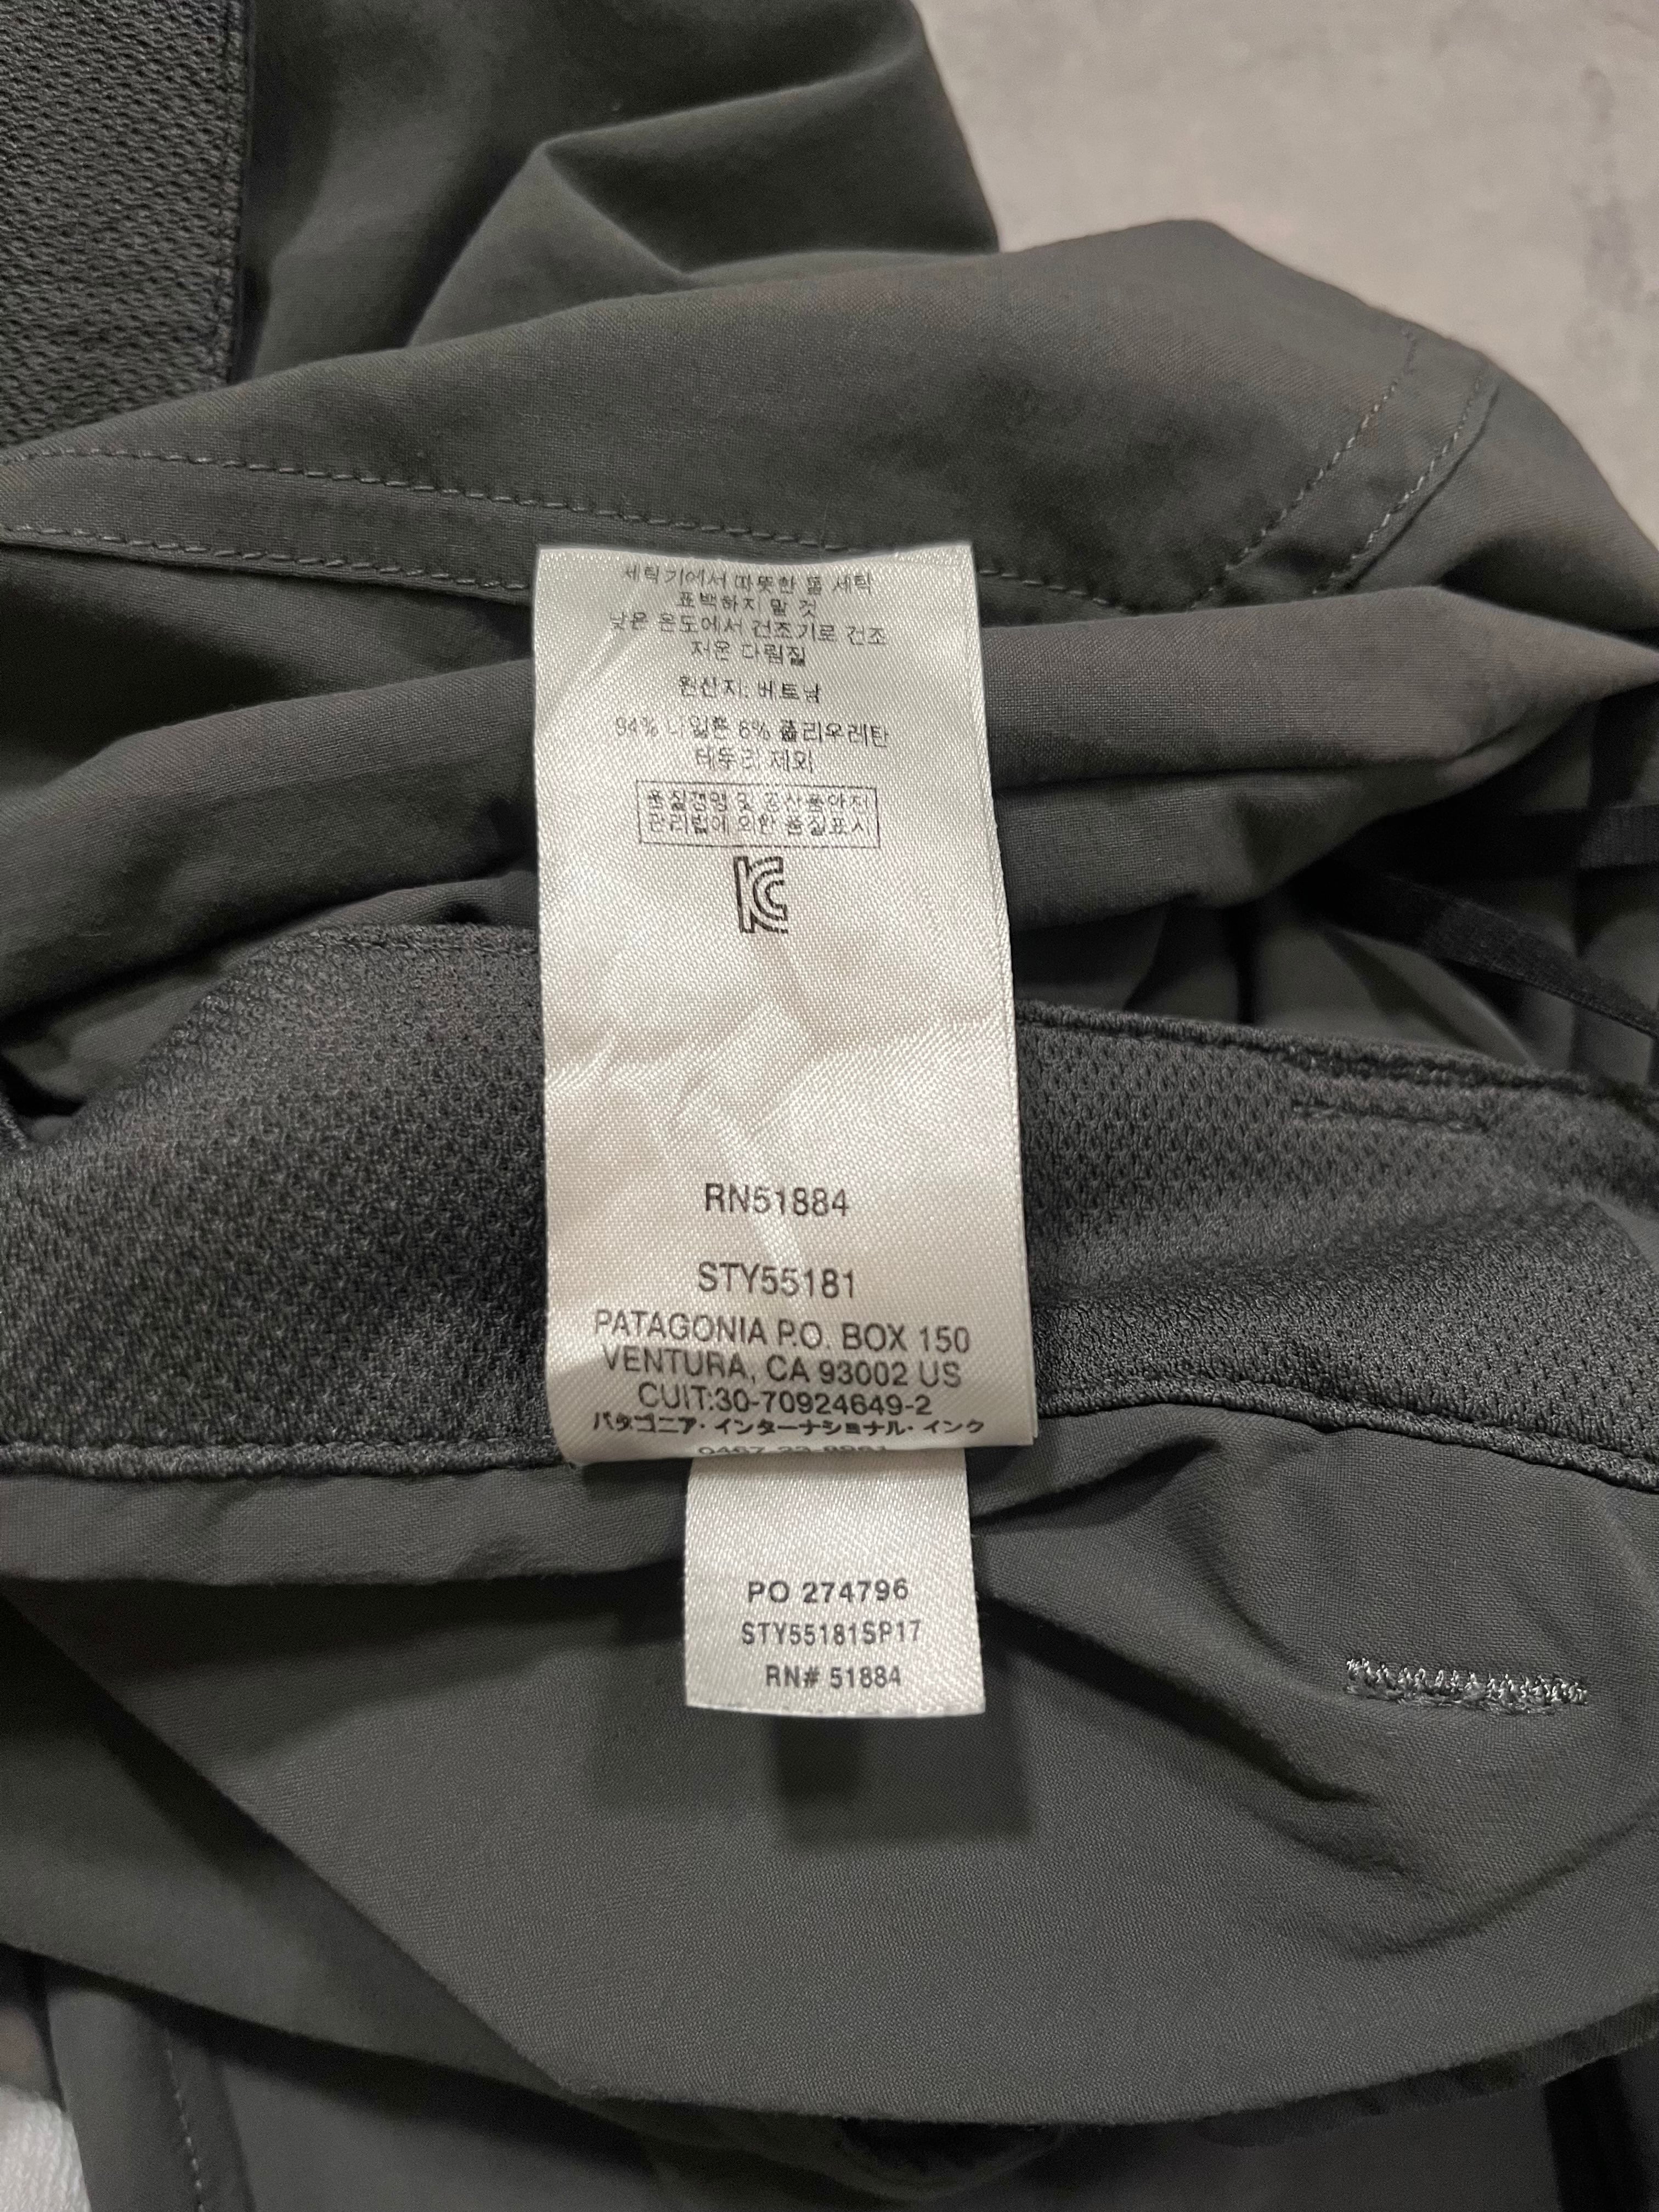 세탁기에서 따뜻한 물 세탁
표백하지 말 것
낮은 온도에서 건조기로 건조
저온 다림질
원산지: 베트남
94% 나일론 6% 폴리우레탄
테두리 제외
품질경영 및 공산품안전
관리법에 의한 품질표시
KC
RN51884
STY55181
PATAGONIA P.O. BOX 150
VENTURA, CA 93002 US
CUIT:30-70924649-2
パタゴニア・インターナショナル・インク
PO 274796
STY55181SP17
RN# 51884